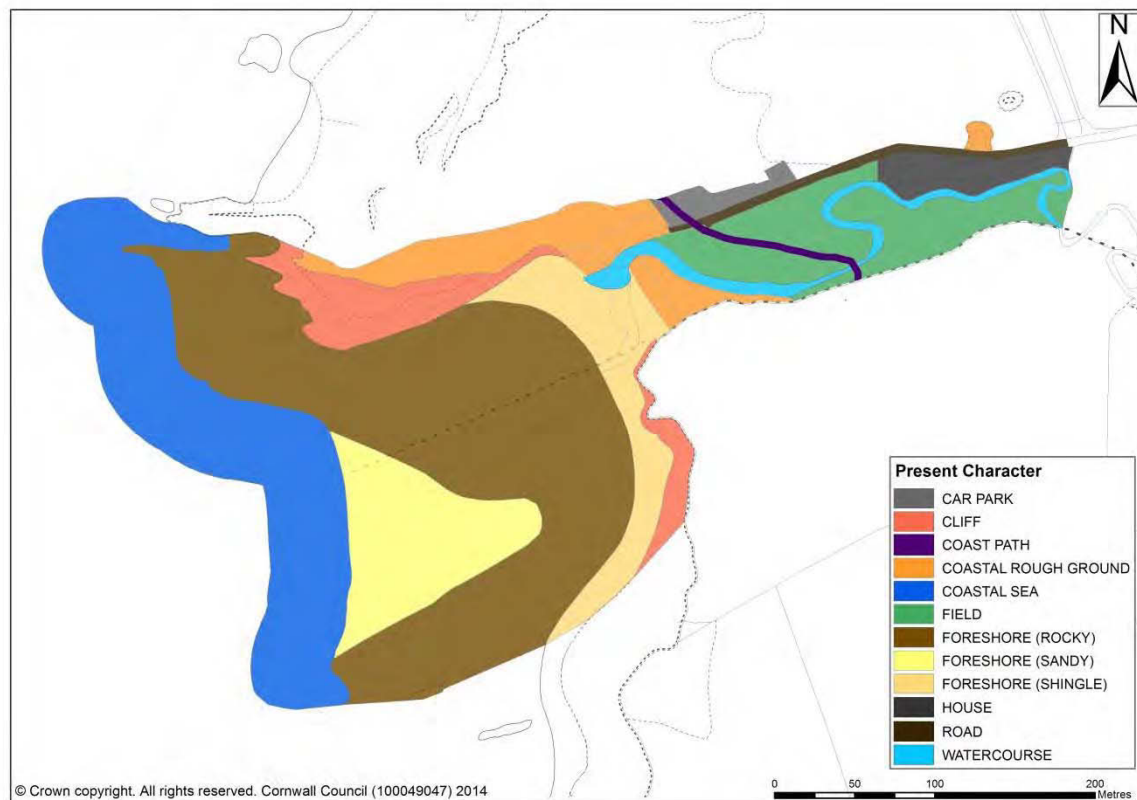 N
Present Character
CAR PARK
CLIFF
COAST PATH
COASTAL ROUGH GROUND
COASTAL SEA
FIELD
FORESHORE (ROCKY)
FORESHORE (SANDY)
FORESHORE (SHINGLE)
HOUSE
ROAD
WATERCOURSE
© Crown copyright. All rights reserved. Cornwall Council (100049047) 2014
0 50 100 200
Metres